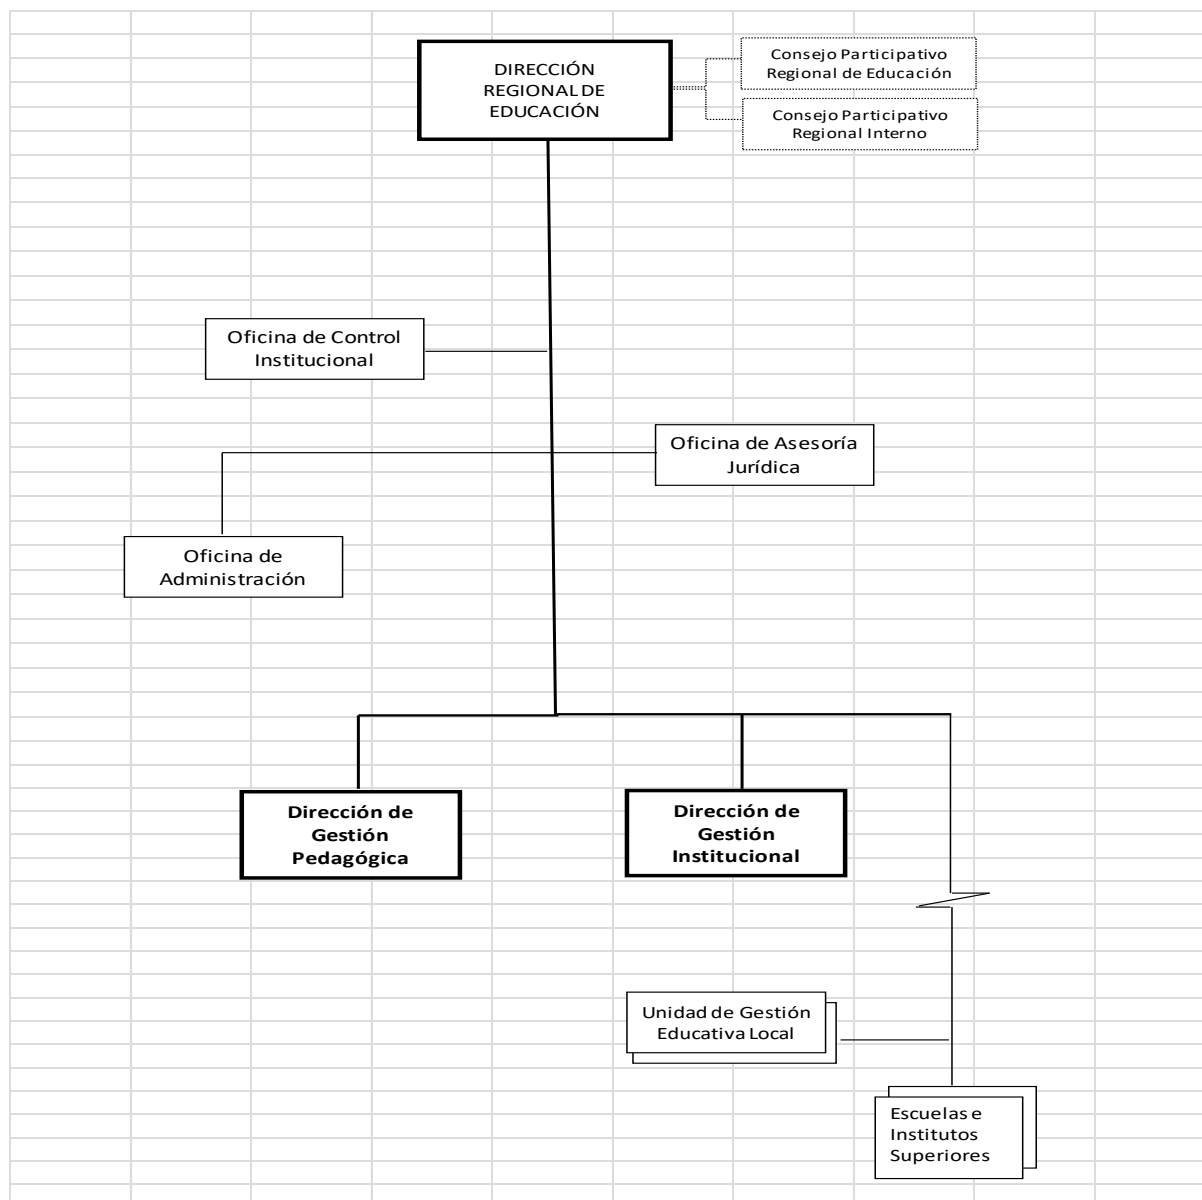 DIRECCIÓN
REGIONAL DE
EDUCACIÓN
Consejo Participativo
Regional de Educación
Consejo Participativo
Regional Interno
Oficina de Control
Institucional
Oficina de Asesoría
Jurídica
Oficina de
Administración
Dirección de
Gestión
Pedagógica
Dirección de
Gestión
Institucional
Unidad de Gestión
Educativa Local
Escuelas e
Institutos
Superiores